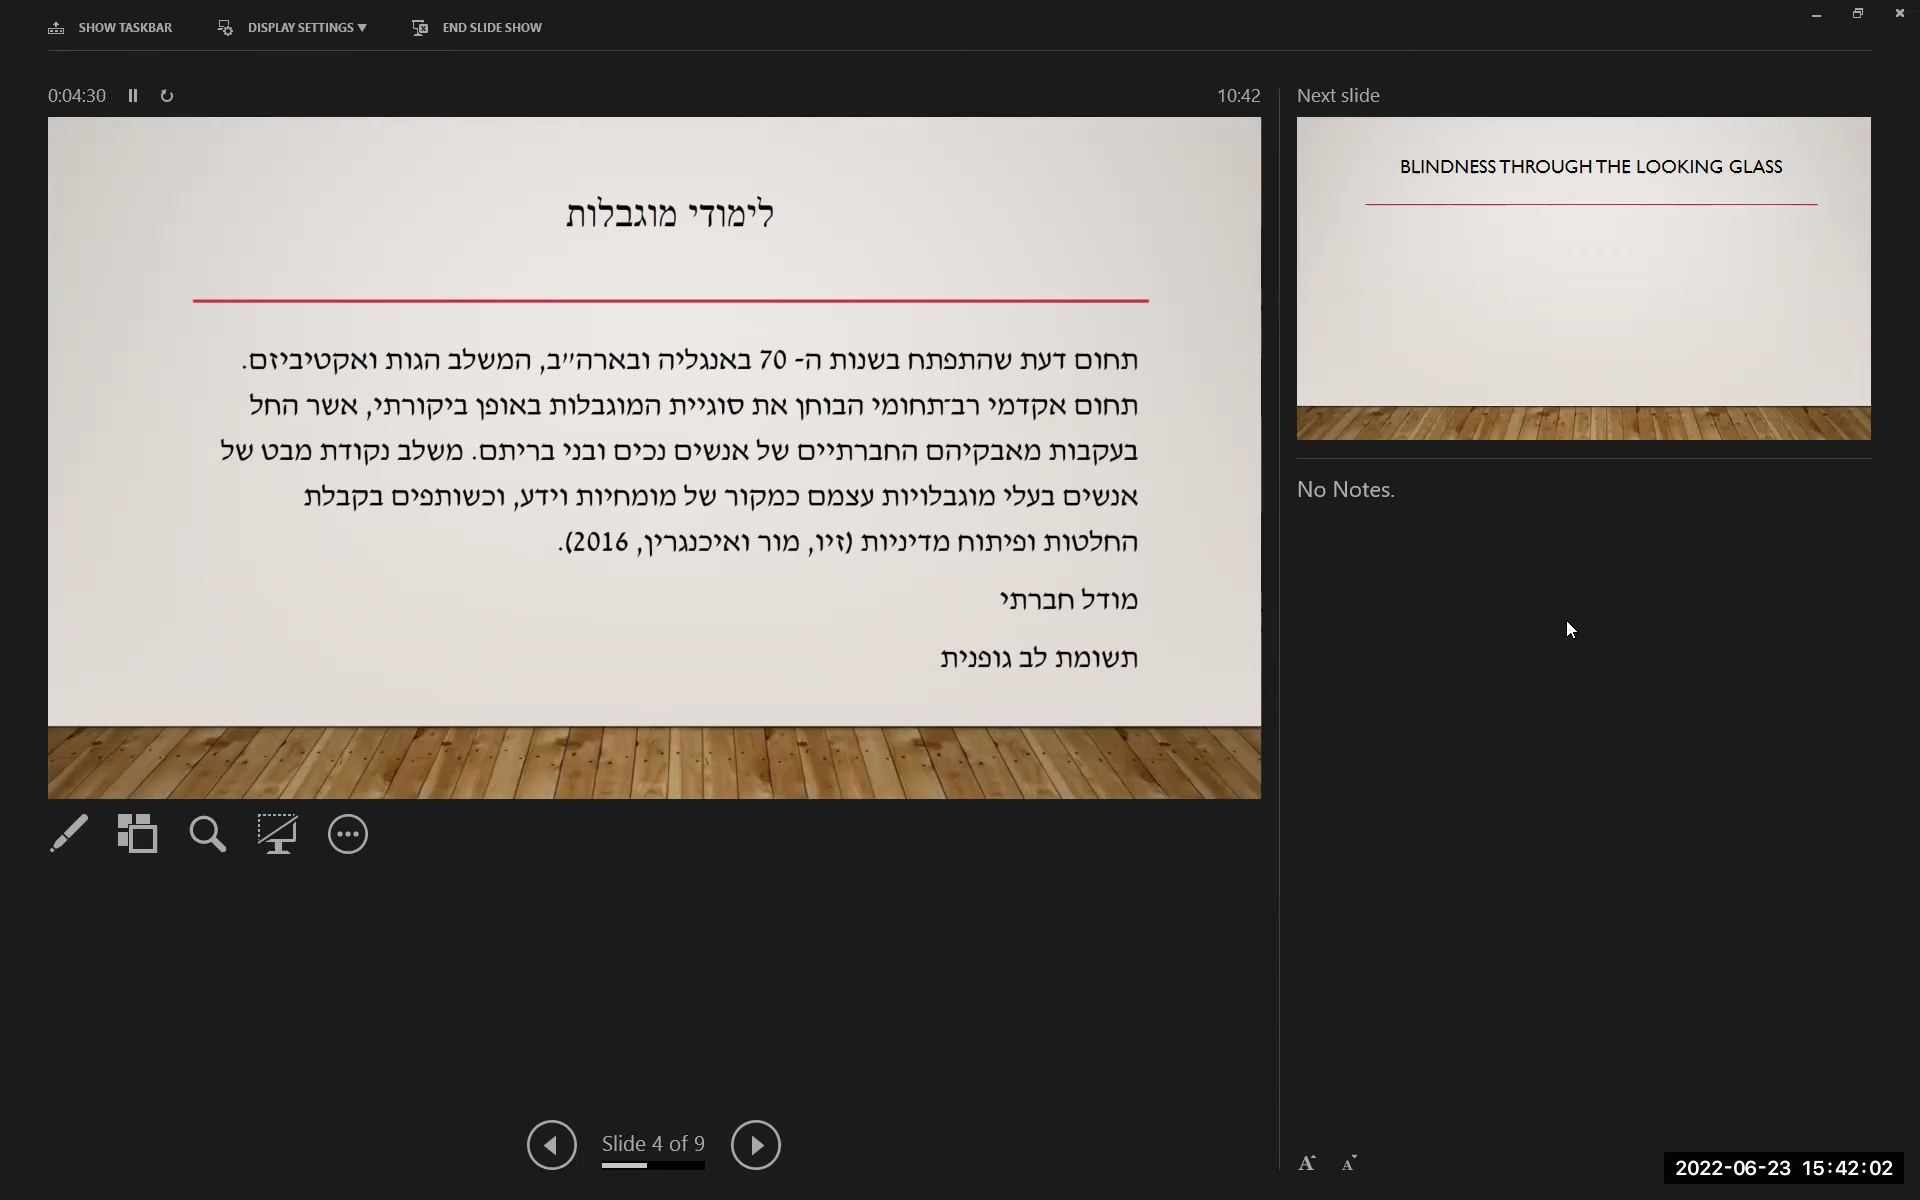 SHOW TASKBAR
DISPLAY SETTINGS ▼
END SLIDE SHOW
0:04:30
10:42
Next slide
לימודי מוגבלות
תחום דעת שהתפתח בשנות ה- 70 באנגליה ובארה״ב, המשלב הגות ואקטיביזם.
תחום אקדמי רב־תחומי הבוחן את סוגיית המוגבלות באופן ביקורתי, אשר החל
בעקבות מאבקיהם החברתיים של אנשים נכים ובני בריתם. משלב נקודת מבט של
אנשים בעלי מוגבלויות עצמם כמקור של מומחיות וידע, וכשותפים בקבלת
החלטות ופיתוח מדיניות (זיו, מור ואיכנגרין, 2016).
מודל חברתי
תשומת לב גופנית
BLINDNESS THROUGH THE LOOKING GLASS
No Notes.
Slide 4 of 9
2022-06-23 15:42:02